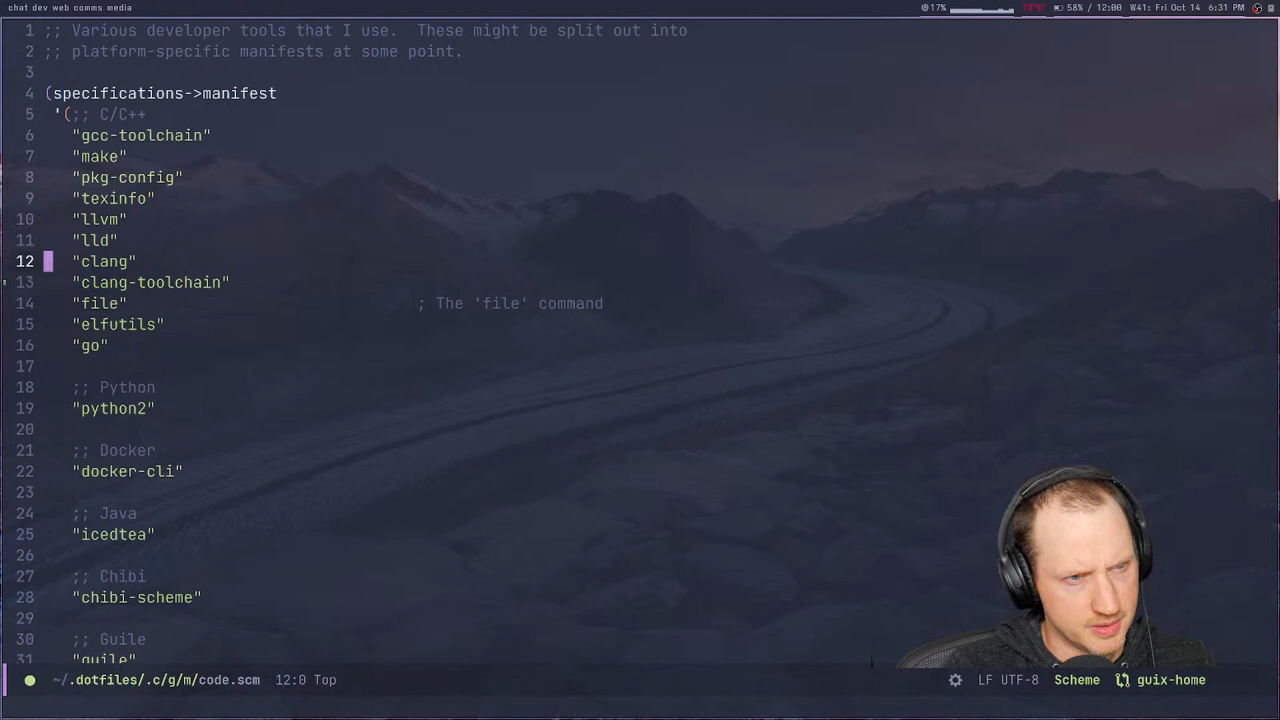 chat dev web comms media
17%
73°C
58% / 12:00
W41: Fri Oct 14
6:31 PM
1 ;; Various developer tools that I use.  These might be split out into
2 ;; platform-specific manifests at some point.
3
4 (specifications->manifest
5 '(;; C/C++
6 "gcc-toolchain"
7 "make"
8 "pkg-config"
9 "texinfo"
10 "llvm"
11 "lld"
12 "clang"
13 "clang-toolchain"
14 "file" ; The 'file' command
15 "elfutils"
16 "go"
17
18 ;; Python
19 "python2"
20
21 ;; Docker
22 "docker-cli"
23
24 ;; Java
25 "icedtea"
26
27 ;; Chibi
28 "chibi-scheme"
29
30 ;; Guile
31 "guile"
~/.dotfiles/.c/g/m/code.scm 12:0 Top LF UTF-8 Scheme guix-home